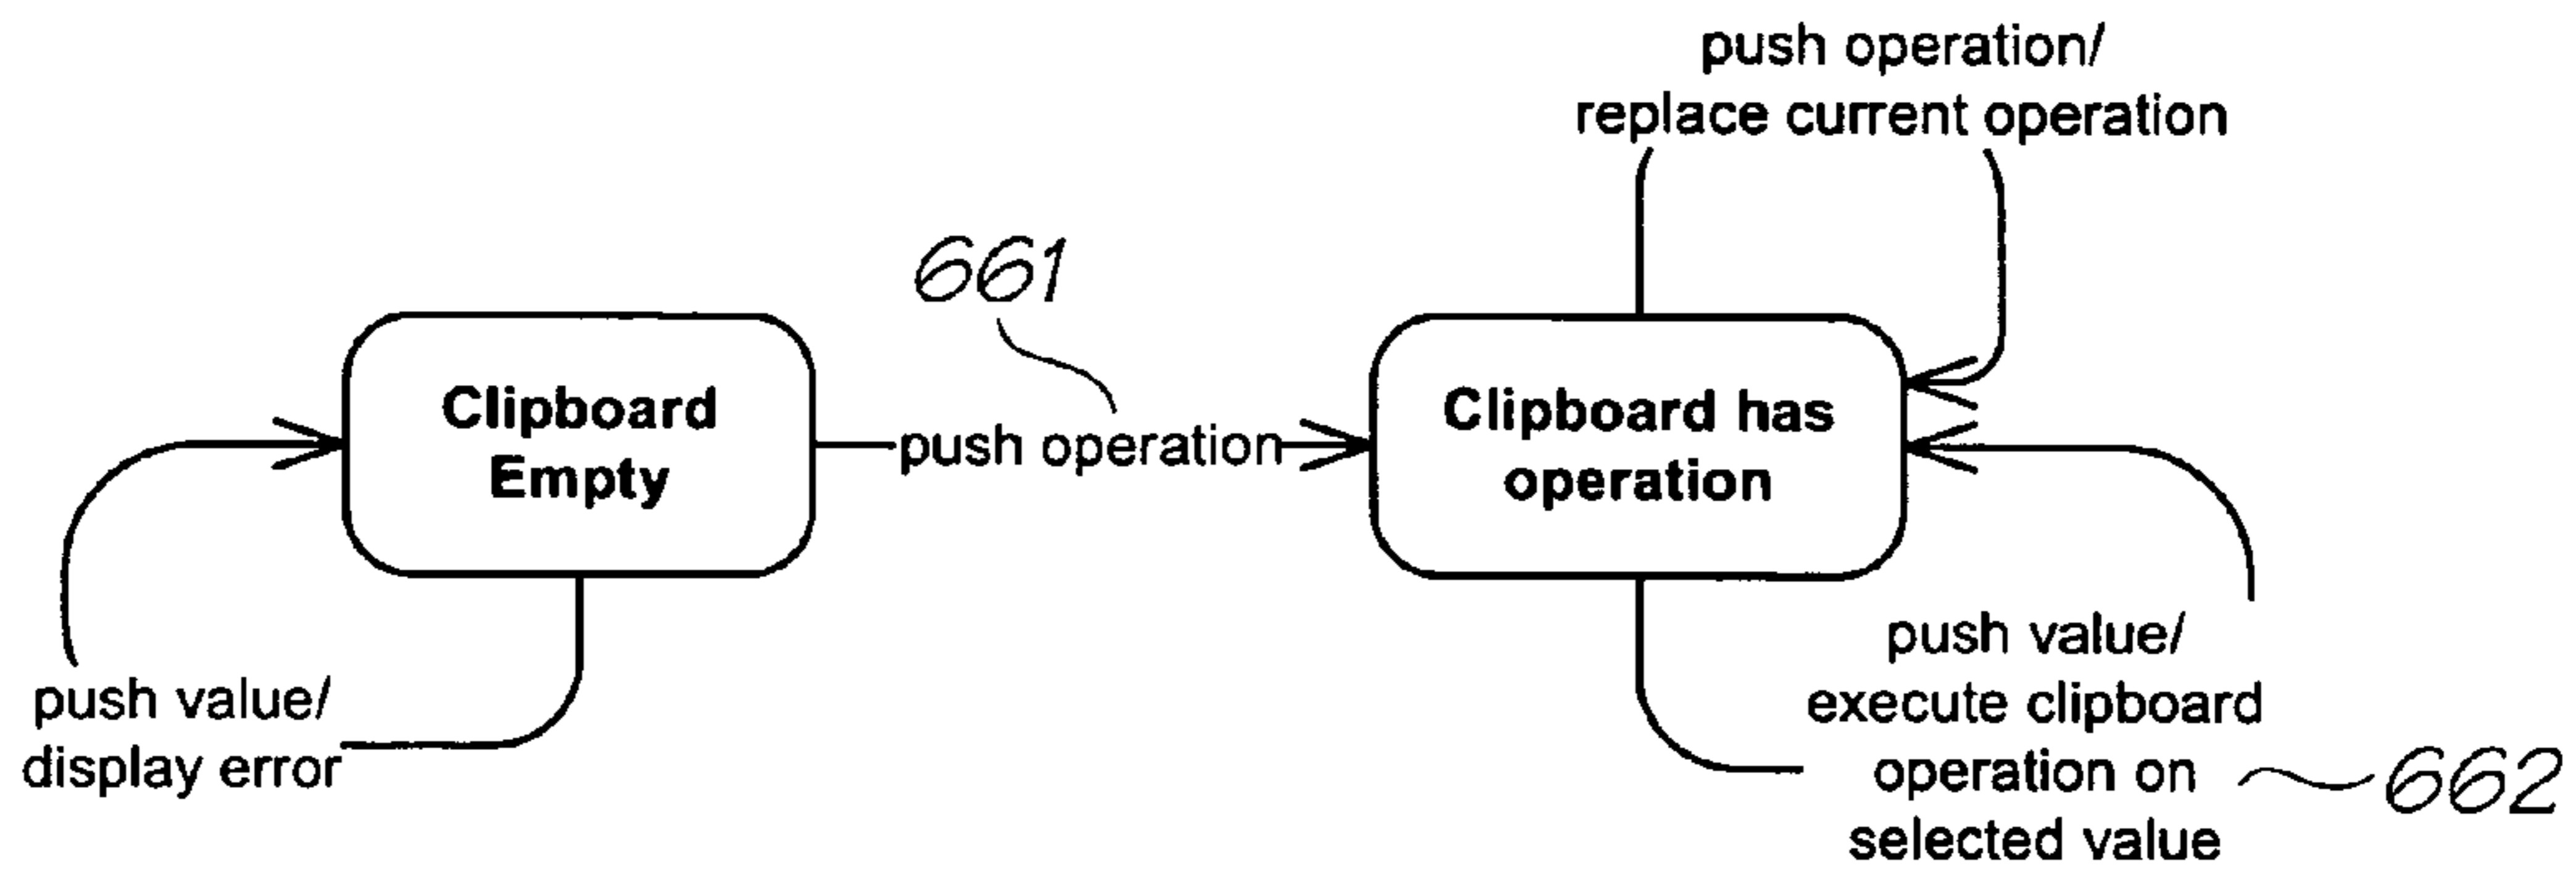 push operation/
replace current operation
661
Clipboard
Empty
push operation
Clipboard has
operation
push value/
display error
push value/
execute clipboard
operation on
selected value
662